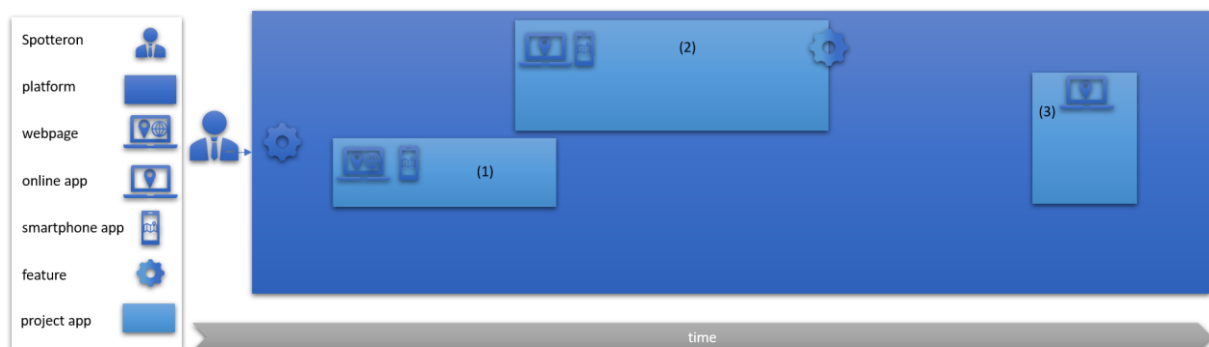 Spotteron
platform
webpage
online app
smartphone app
feature
project app
(1)
(2)
(3)
time